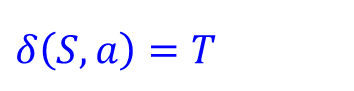 δ(S, a) = T